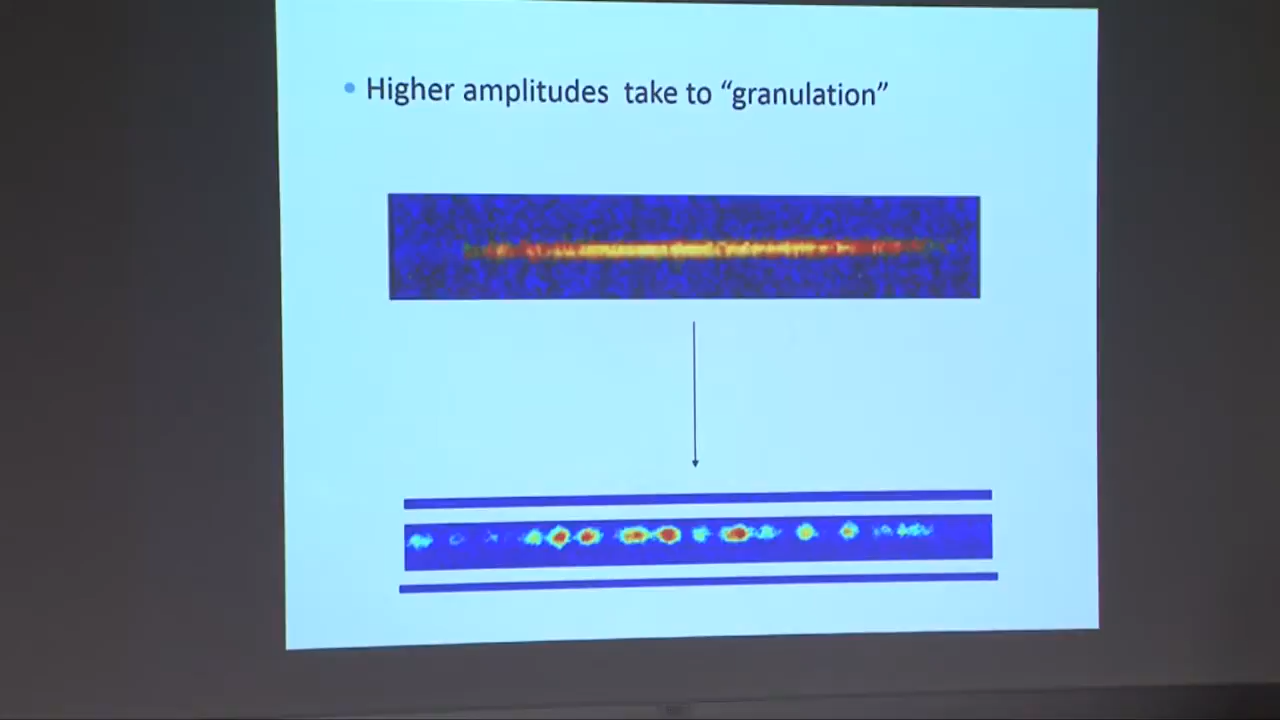 • Higher amplitudes take to “granulation”